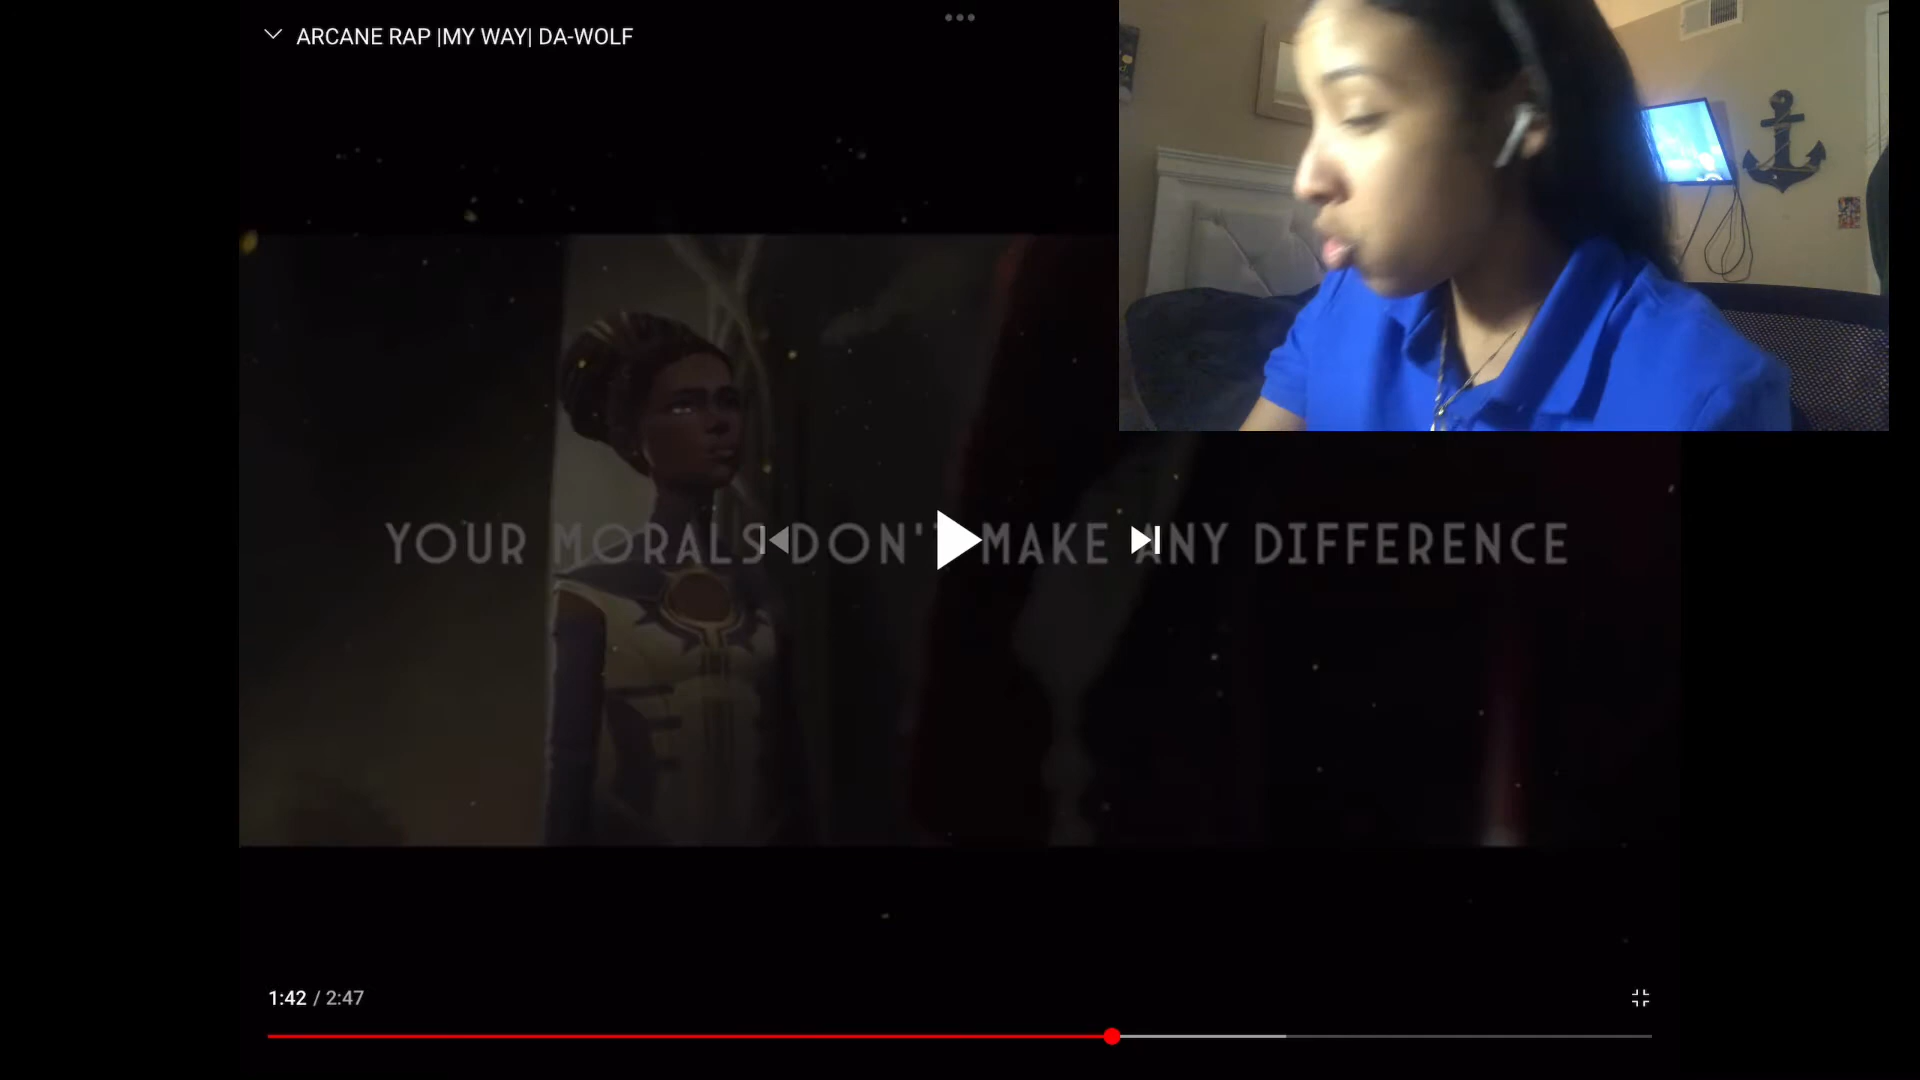 ARCANE RAP |MY WAY| DA-WOLF
YOUR MORALS DON'T MAKE ANY DIFFERENCE
1:42 / 2:47